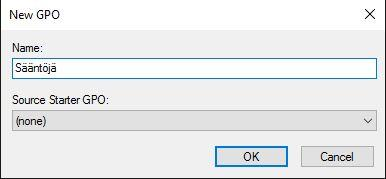 New GPO
Name:
Sääntöjä
Source Starter GPO:
(none)
OK Cancel